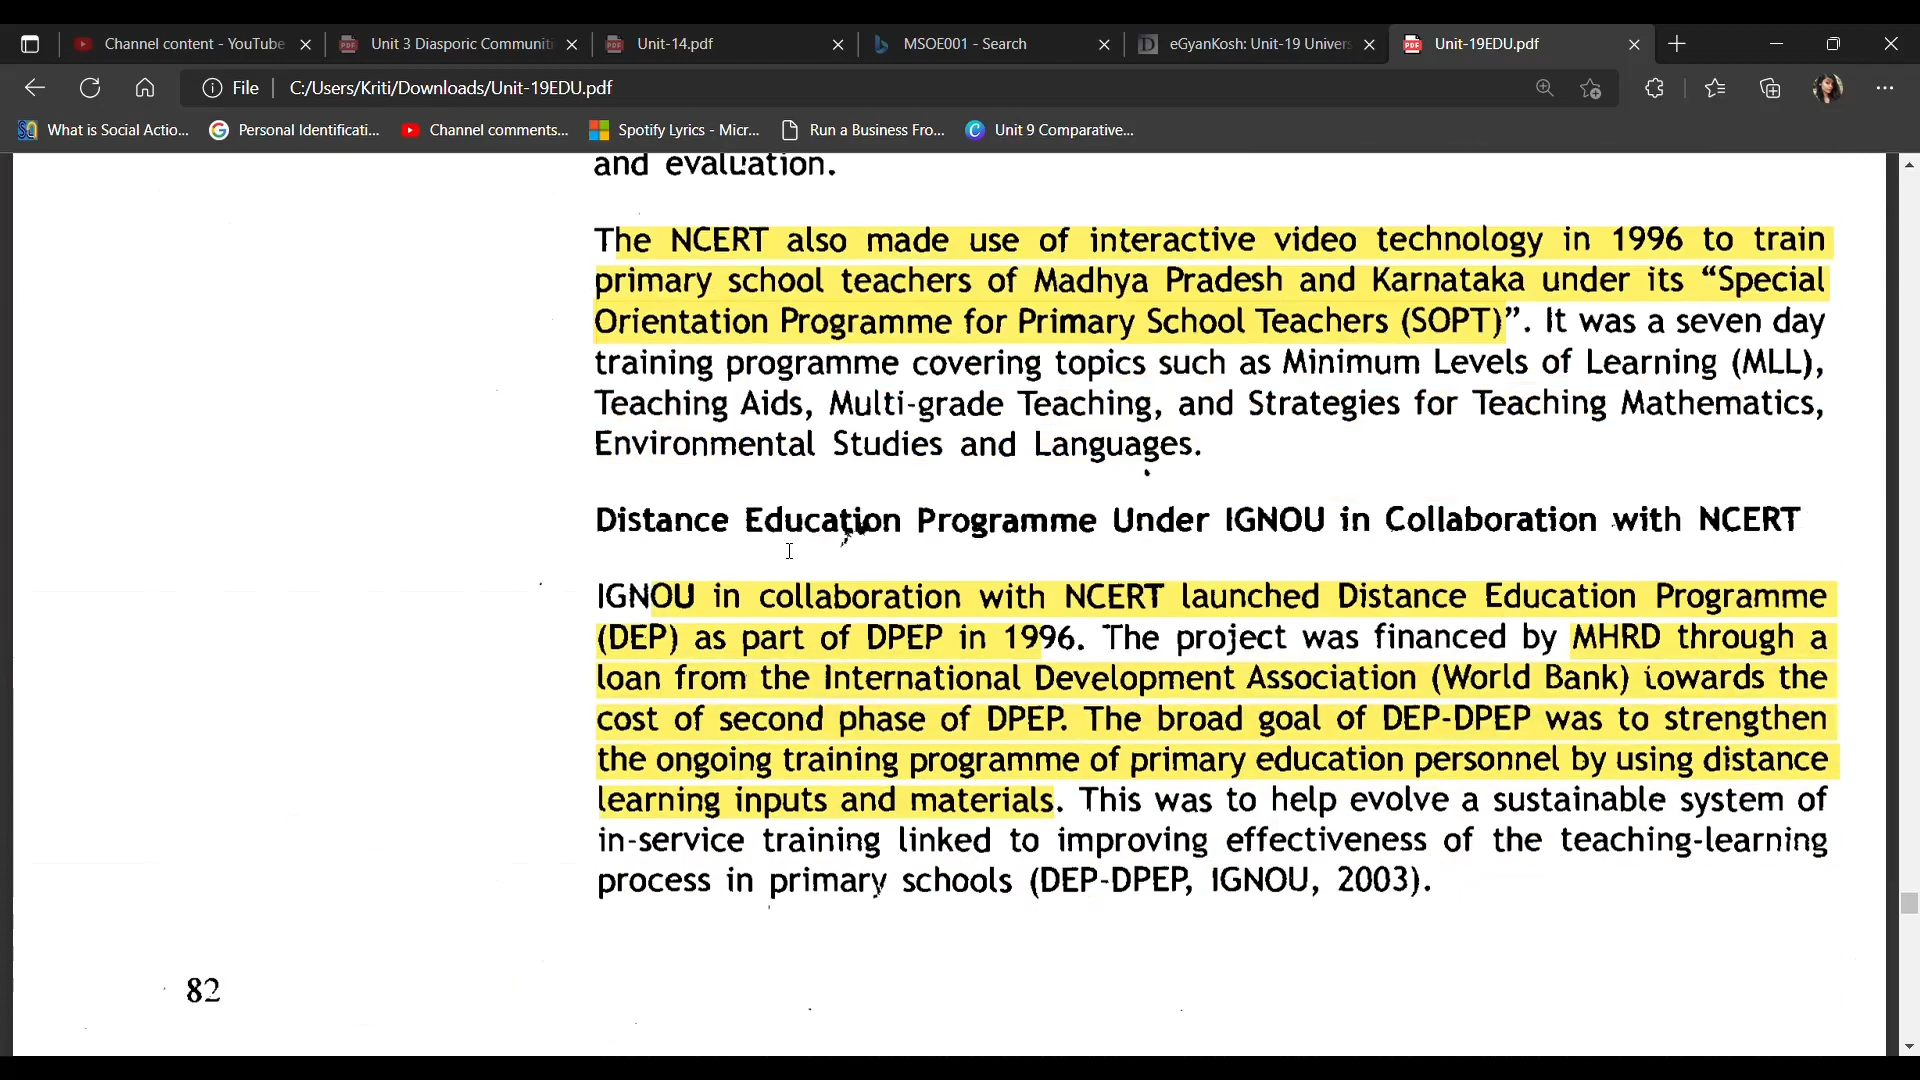 Channel content - YouTube
Unit 3 Diasporic Communiti
Unit-14.pdf
MSOE001 - Search
eGyanKosh: Unit-19 Univers
Unit-19EDU.pdf
File
C:/Users/Kriti/Downloads/Unit-19EDU.pdf
What is Social Actio...
Personal Identificati...
Channel comments...
Spotify Lyrics - Micr...
Run a Business Fro...
Unit 9 Comparative...
and evaluation.
The NCERT also made use of interactive video technology in 1996 to train
primary school teachers of Madhya Pradesh and Karnataka under its “Special
Orientation Programme for Primary School Teachers (SOPT)”. It was a seven day
training programme covering topics such as Minimum Levels of Learning (MLL),
Teaching Aids, Multi-grade Teaching, and Strategies for Teaching Mathematics,
Environmental Studies and Languages.
Distance Education Programme Under IGNOU in Collaboration with NCERT
IGNOU in collaboration with NCERT launched Distance Education Programme
(DEP) as part of DPEP in 1996. The project was financed by MHRD through a
loan from the International Development Association (World Bank) towards the
cost of second phase of DPEP. The broad goal of DEP-DPEP was to strengthen
the ongoing training programme of primary education personnel by using distance
learning inputs and materials. This was to help evolve a sustainable system of
in-service training linked to improving effectiveness of the teaching-learning
process in primary schools (DEP-DPEP, IGNOU, 2003).
82